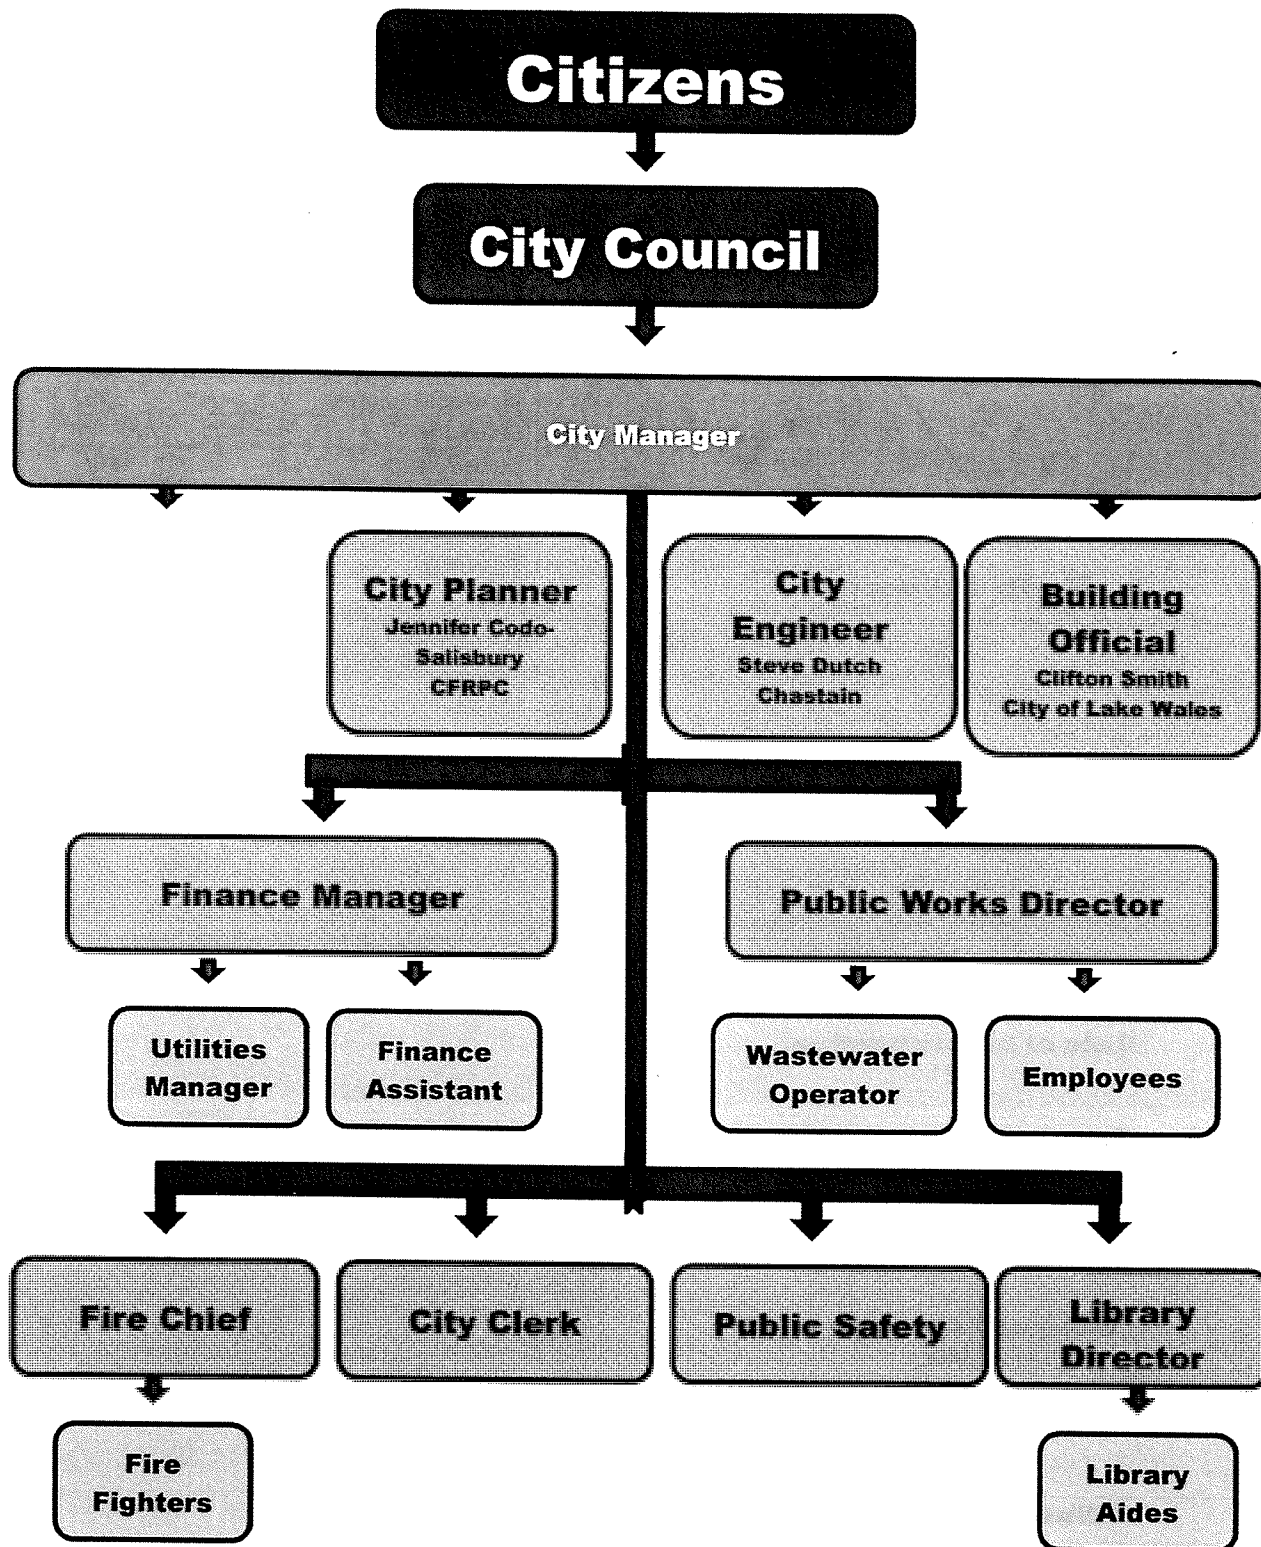 Citizens
City Council
City Manager
City Planner
Jennifer Codo-
Salisbury
CFRPC
City
Engineer
Steve Dutch
Chastain
Building
Official
Clifton Smith
City of Lake Wales
Finance Manager
Public Works Director
Utilities
Manager
Finance
Assistant
Wastewater
Operator
Employees
Fire Chief
City Clerk
Public Safety
Library
Director
Fire
Fighters
Library
Aides